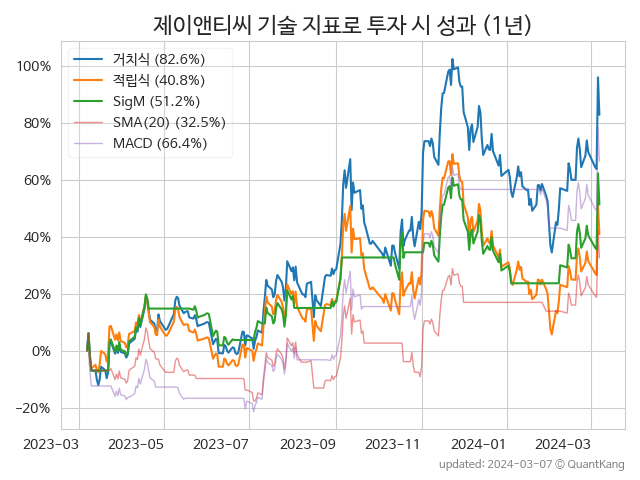 제이앤티씨 기술 지표로 투자 시 성과 (1년)
거치식 (82.6%)
적립식 (40.8%)
SigM (51.2%)
SMA(20) (32.5%)
MACD (66.4%)
100%
80%
60%
40%
20%
0%
−20%
2023-03 2023-05 2023-07 2023-09 2023-11 2024-01 2024-03
updated: 2024-03-07 © QuantKang